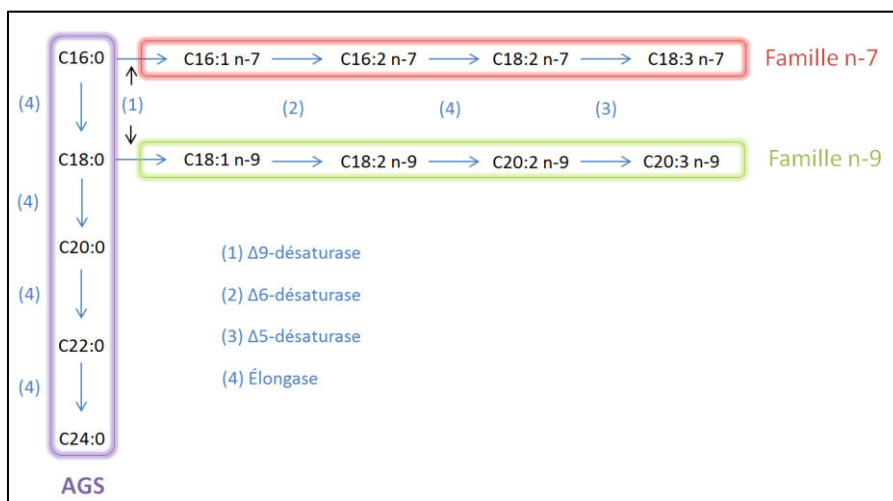 C16:0 C16:1 n-7 C16:2 n-7 C18:2 n-7 C18:3 n-7 Famille n-7
(4) (1) (2) (4) (3)
C18:0 C18:1 n-9 C18:2 n-9 C20:2 n-9 C20:3 n-9 Famille n-9
(4)
C20:0
(1) Δ9-désaturase
(4)
(2) Δ6-désaturase
C22:0
(3) Δ5-désaturase
(4)
(4) Élongase
C24:0
AGS